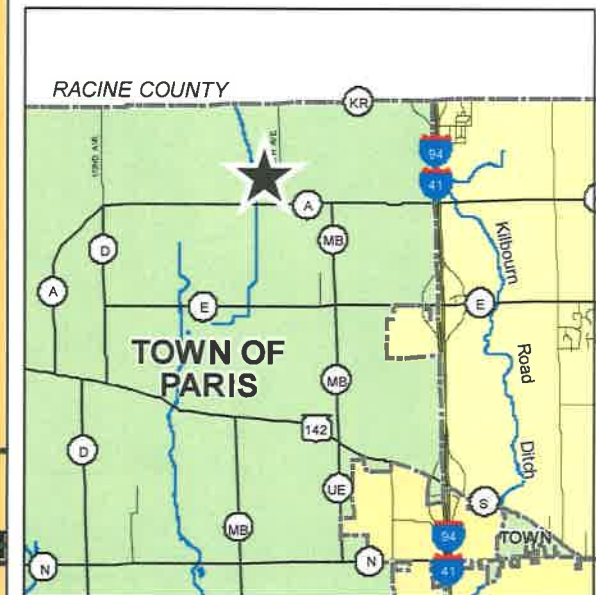 RACINE COUNTY
KR
94
41
A
MB
D
A
E
E
Kilbourn
Road
Ditch
TOWN OF
PARIS
MB
142
D
UE
S
MB
94
TOWN
N
N
41